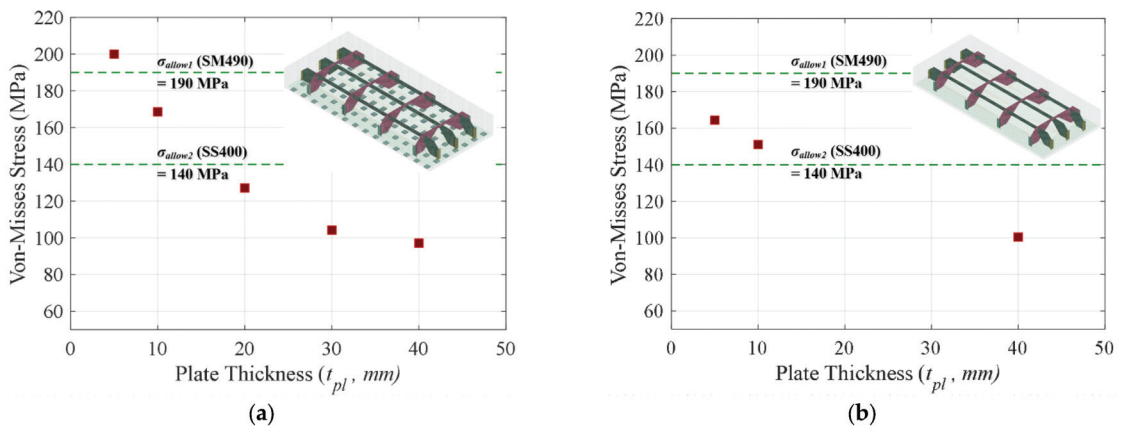 220
200
180
160
140
120
100
80
60
Von-Misses Stress (MPa)
σallow1 (SM490)
= 190 MPa
σallow2 (SS400)
= 140 MPa
0 10 20 30 40 50
Plate Thickness (tpl , mm)
(a)
220
200
180
160
140
120
100
80
60
Von-Misses Stress (MPa)
σallow1 (SM490)
= 190 MPa
σallow2 (SS400)
= 140 MPa
0 10 20 30 40 50
Plate Thickness (tpl , mm)
(b)